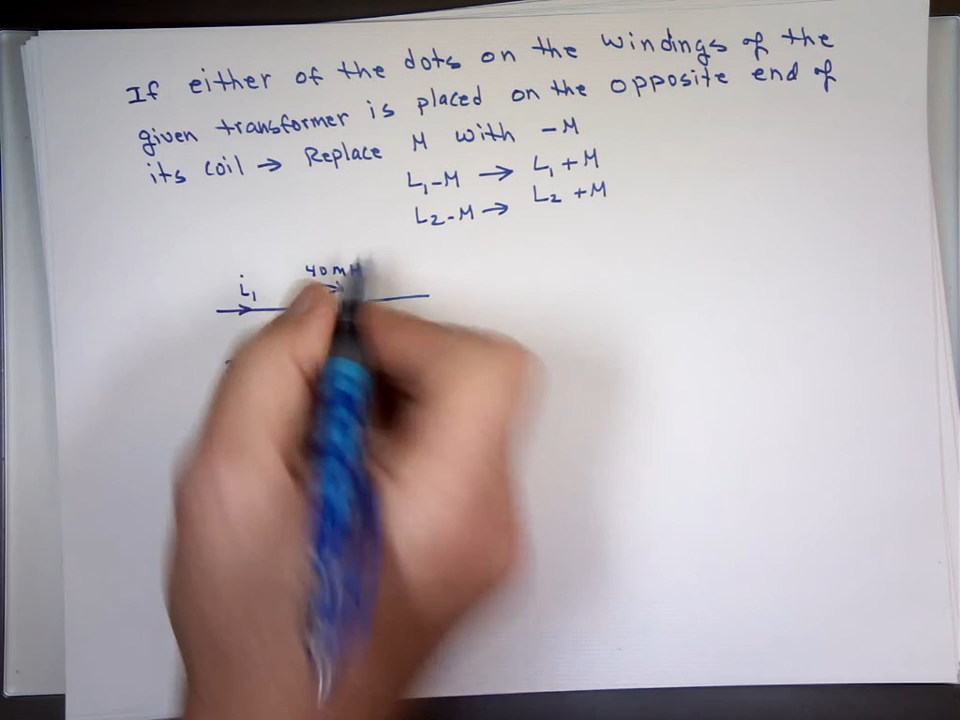 If either of the dots on the windings of the
given transformer is placed on the opposite end of
its coil → Replace M with -M
L₁-M → L₁+M
L₂-M → L₂+M
40mH
i₁